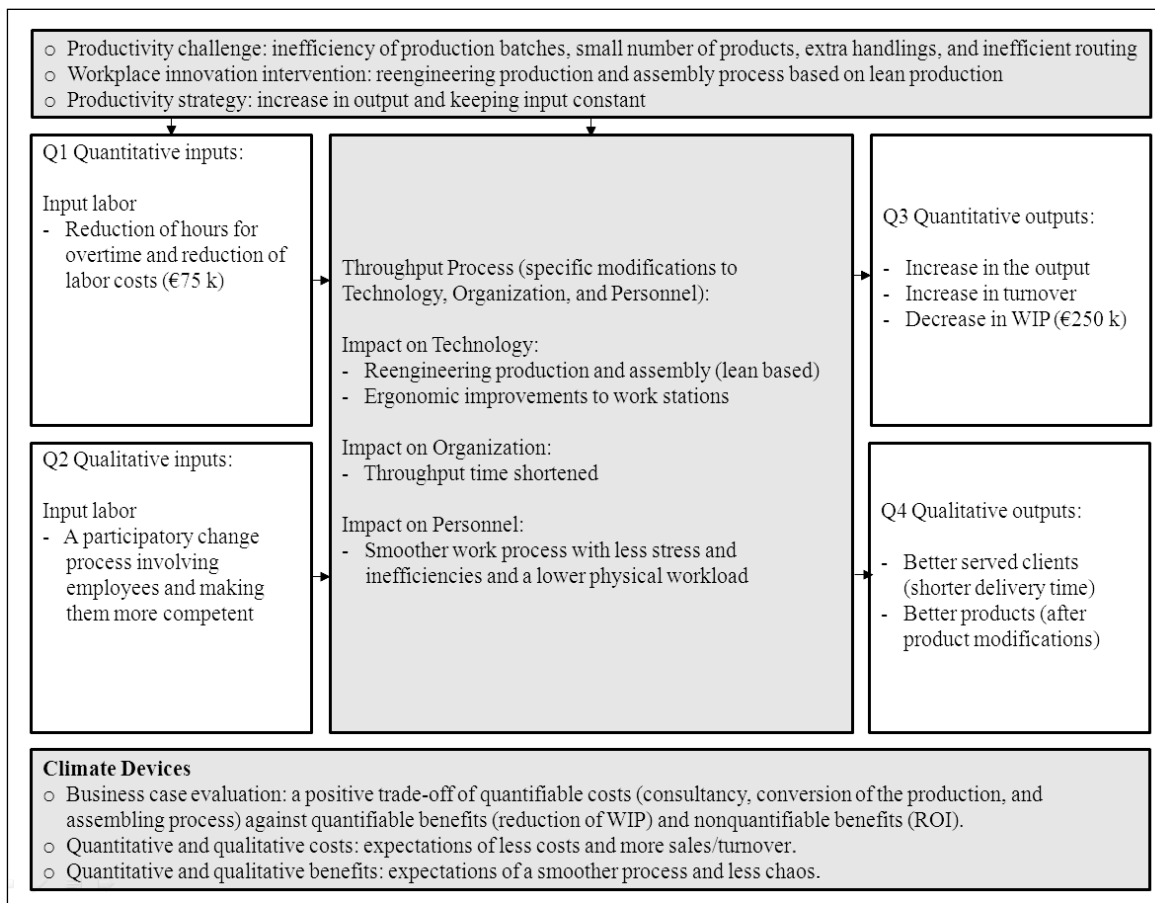 ○ Productivity challenge: inefficiency of production batches, small number of products, extra handlings, and inefficient routing
○ Workplace innovation intervention: reengineering production and assembly process based on lean production
○ Productivity strategy: increase in output and keeping input constant
Q1 Quantitative inputs:
Input labor
- Reduction of hours for
overtime and reduction of
labor costs (€75 k)
Q2 Qualitative inputs:
Input labor
- A participatory change
process involving
employees and making
them more competent
Throughput Process (specific modifications to
Technology, Organization, and Personnel):
Impact on Technology:
- Reengineering production and assembly (lean based)
- Ergonomic improvements to work stations
Impact on Organization:
- Throughput time shortened
Impact on Personnel:
- Smoother work process with less stress and
inefficiencies and a lower physical workload
Q3 Quantitative outputs:
- Increase in the output
- Increase in turnover
- Decrease in WIP (€250 k)
Q4 Qualitative outputs:
- Better served clients
(shorter delivery time)
- Better products (after
product modifications)
Climate Devices
○ Business case evaluation: a positive trade-off of quantifiable costs (consultancy, conversion of the production, and
assembling process) against quantifiable benefits (reduction of WIP) and nonquantifiable benefits (ROI).
○ Quantitative and qualitative costs: expectations of less costs and more sales/turnover.
○ Quantitative and qualitative benefits: expectations of a smoother process and less chaos.